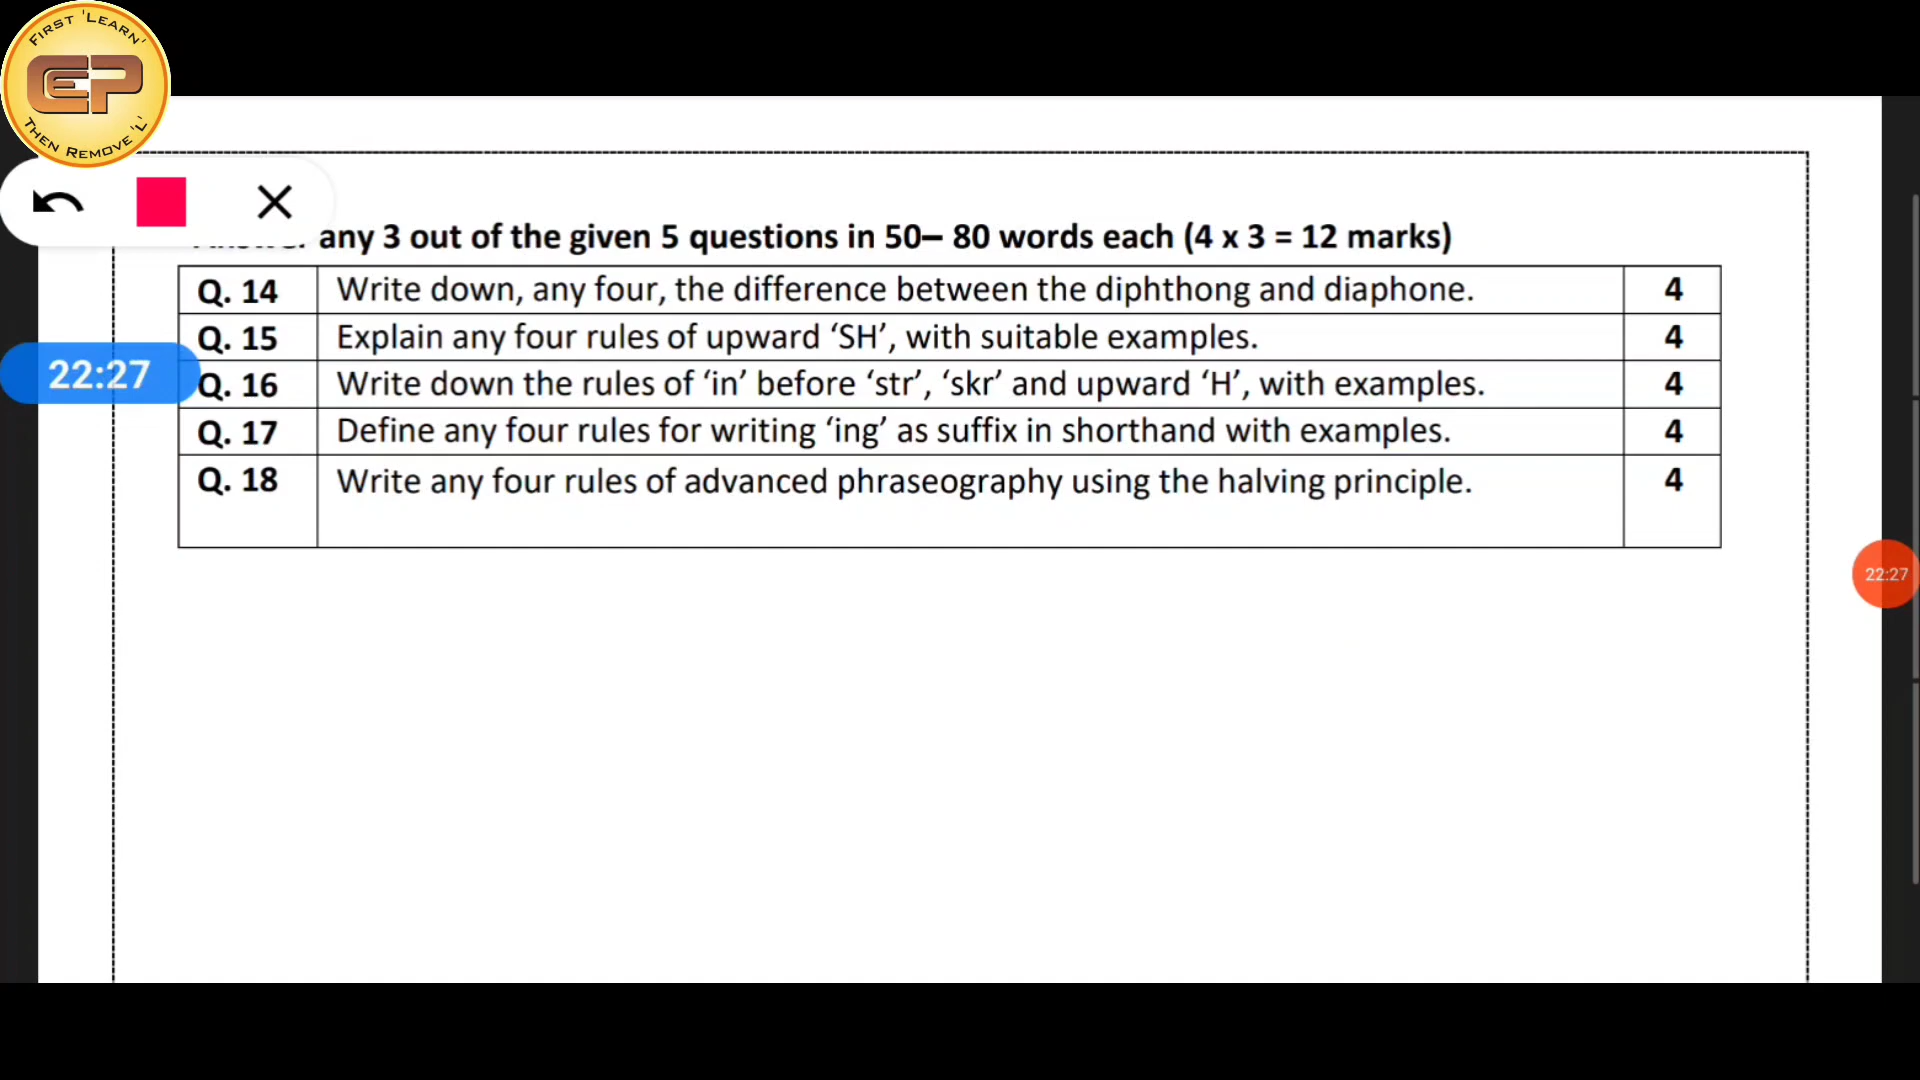 FIRST 'LEARN'
EP
THEN REMOVE 'L'
any 3 out of the given 5 questions in 50– 80 words each (4 x 3 = 12 marks)
Q. 14 Write down, any four, the difference between the diphthong and diaphone. 4
Q. 15 Explain any four rules of upward ‘SH’, with suitable examples. 4
22:27
Q. 16 Write down the rules of ‘in’ before ‘str’, ‘skr’ and upward ‘H’, with examples. 4
Q. 17 Define any four rules for writing ‘ing’ as suffix in shorthand with examples. 4
Q. 18 Write any four rules of advanced phraseography using the halving principle. 4
22:27